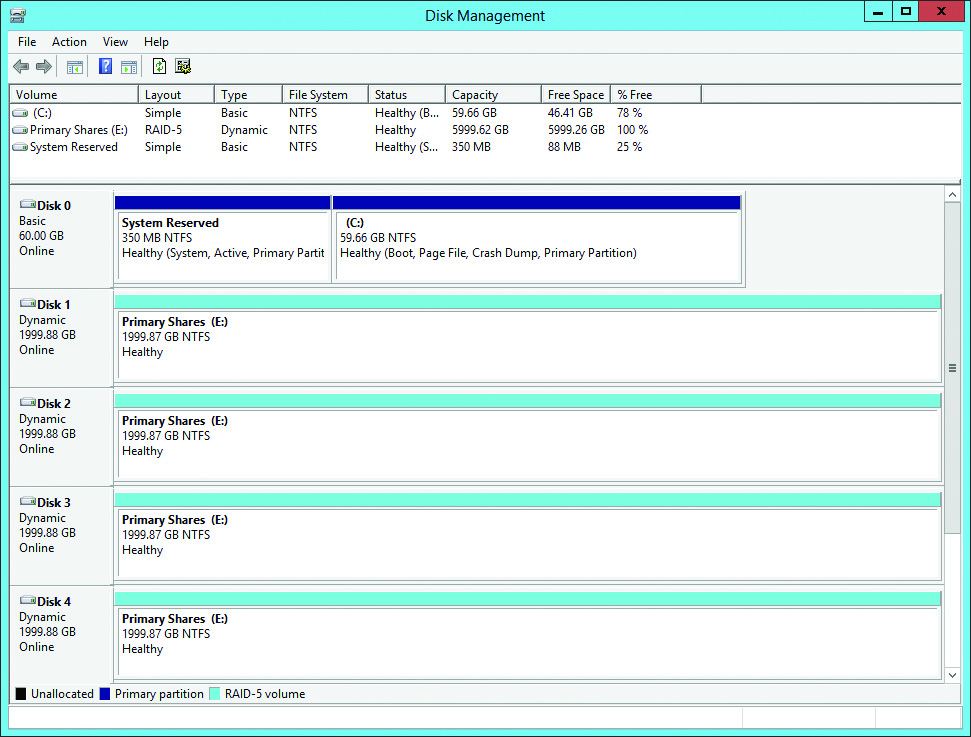 Disk Management
File Action View Help
Volume Layout Type File System Status Capacity Free Space % Free
(C:) Simple Basic NTFS Healthy (B... 59.66 GB 46.41 GB 78 %
Primary Shares (E:) RAID-5 Dynamic NTFS Healthy 5999.62 GB 5999.26 GB 100 %
System Reserved Simple Basic NTFS Healthy (S... 350 MB 88 MB 25 %
Disk 0
Basic
60.00 GB
Online
System Reserved
350 MB NTFS
Healthy (System, Active, Primary Partit
(C:)
59.66 GB NTFS
Healthy (Boot, Page File, Crash Dump, Primary Partition)
Disk 1
Dynamic
1999.88 GB
Online
Primary Shares (E:)
1999.87 GB NTFS
Healthy
Disk 2
Dynamic
1999.88 GB
Online
Primary Shares (E:)
1999.87 GB NTFS
Healthy
Disk 3
Dynamic
1999.88 GB
Online
Primary Shares (E:)
1999.87 GB NTFS
Healthy
Disk 4
Dynamic
1999.88 GB
Online
Primary Shares (E:)
1999.87 GB NTFS
Healthy
Unallocated Primary partition RAID-5 volume